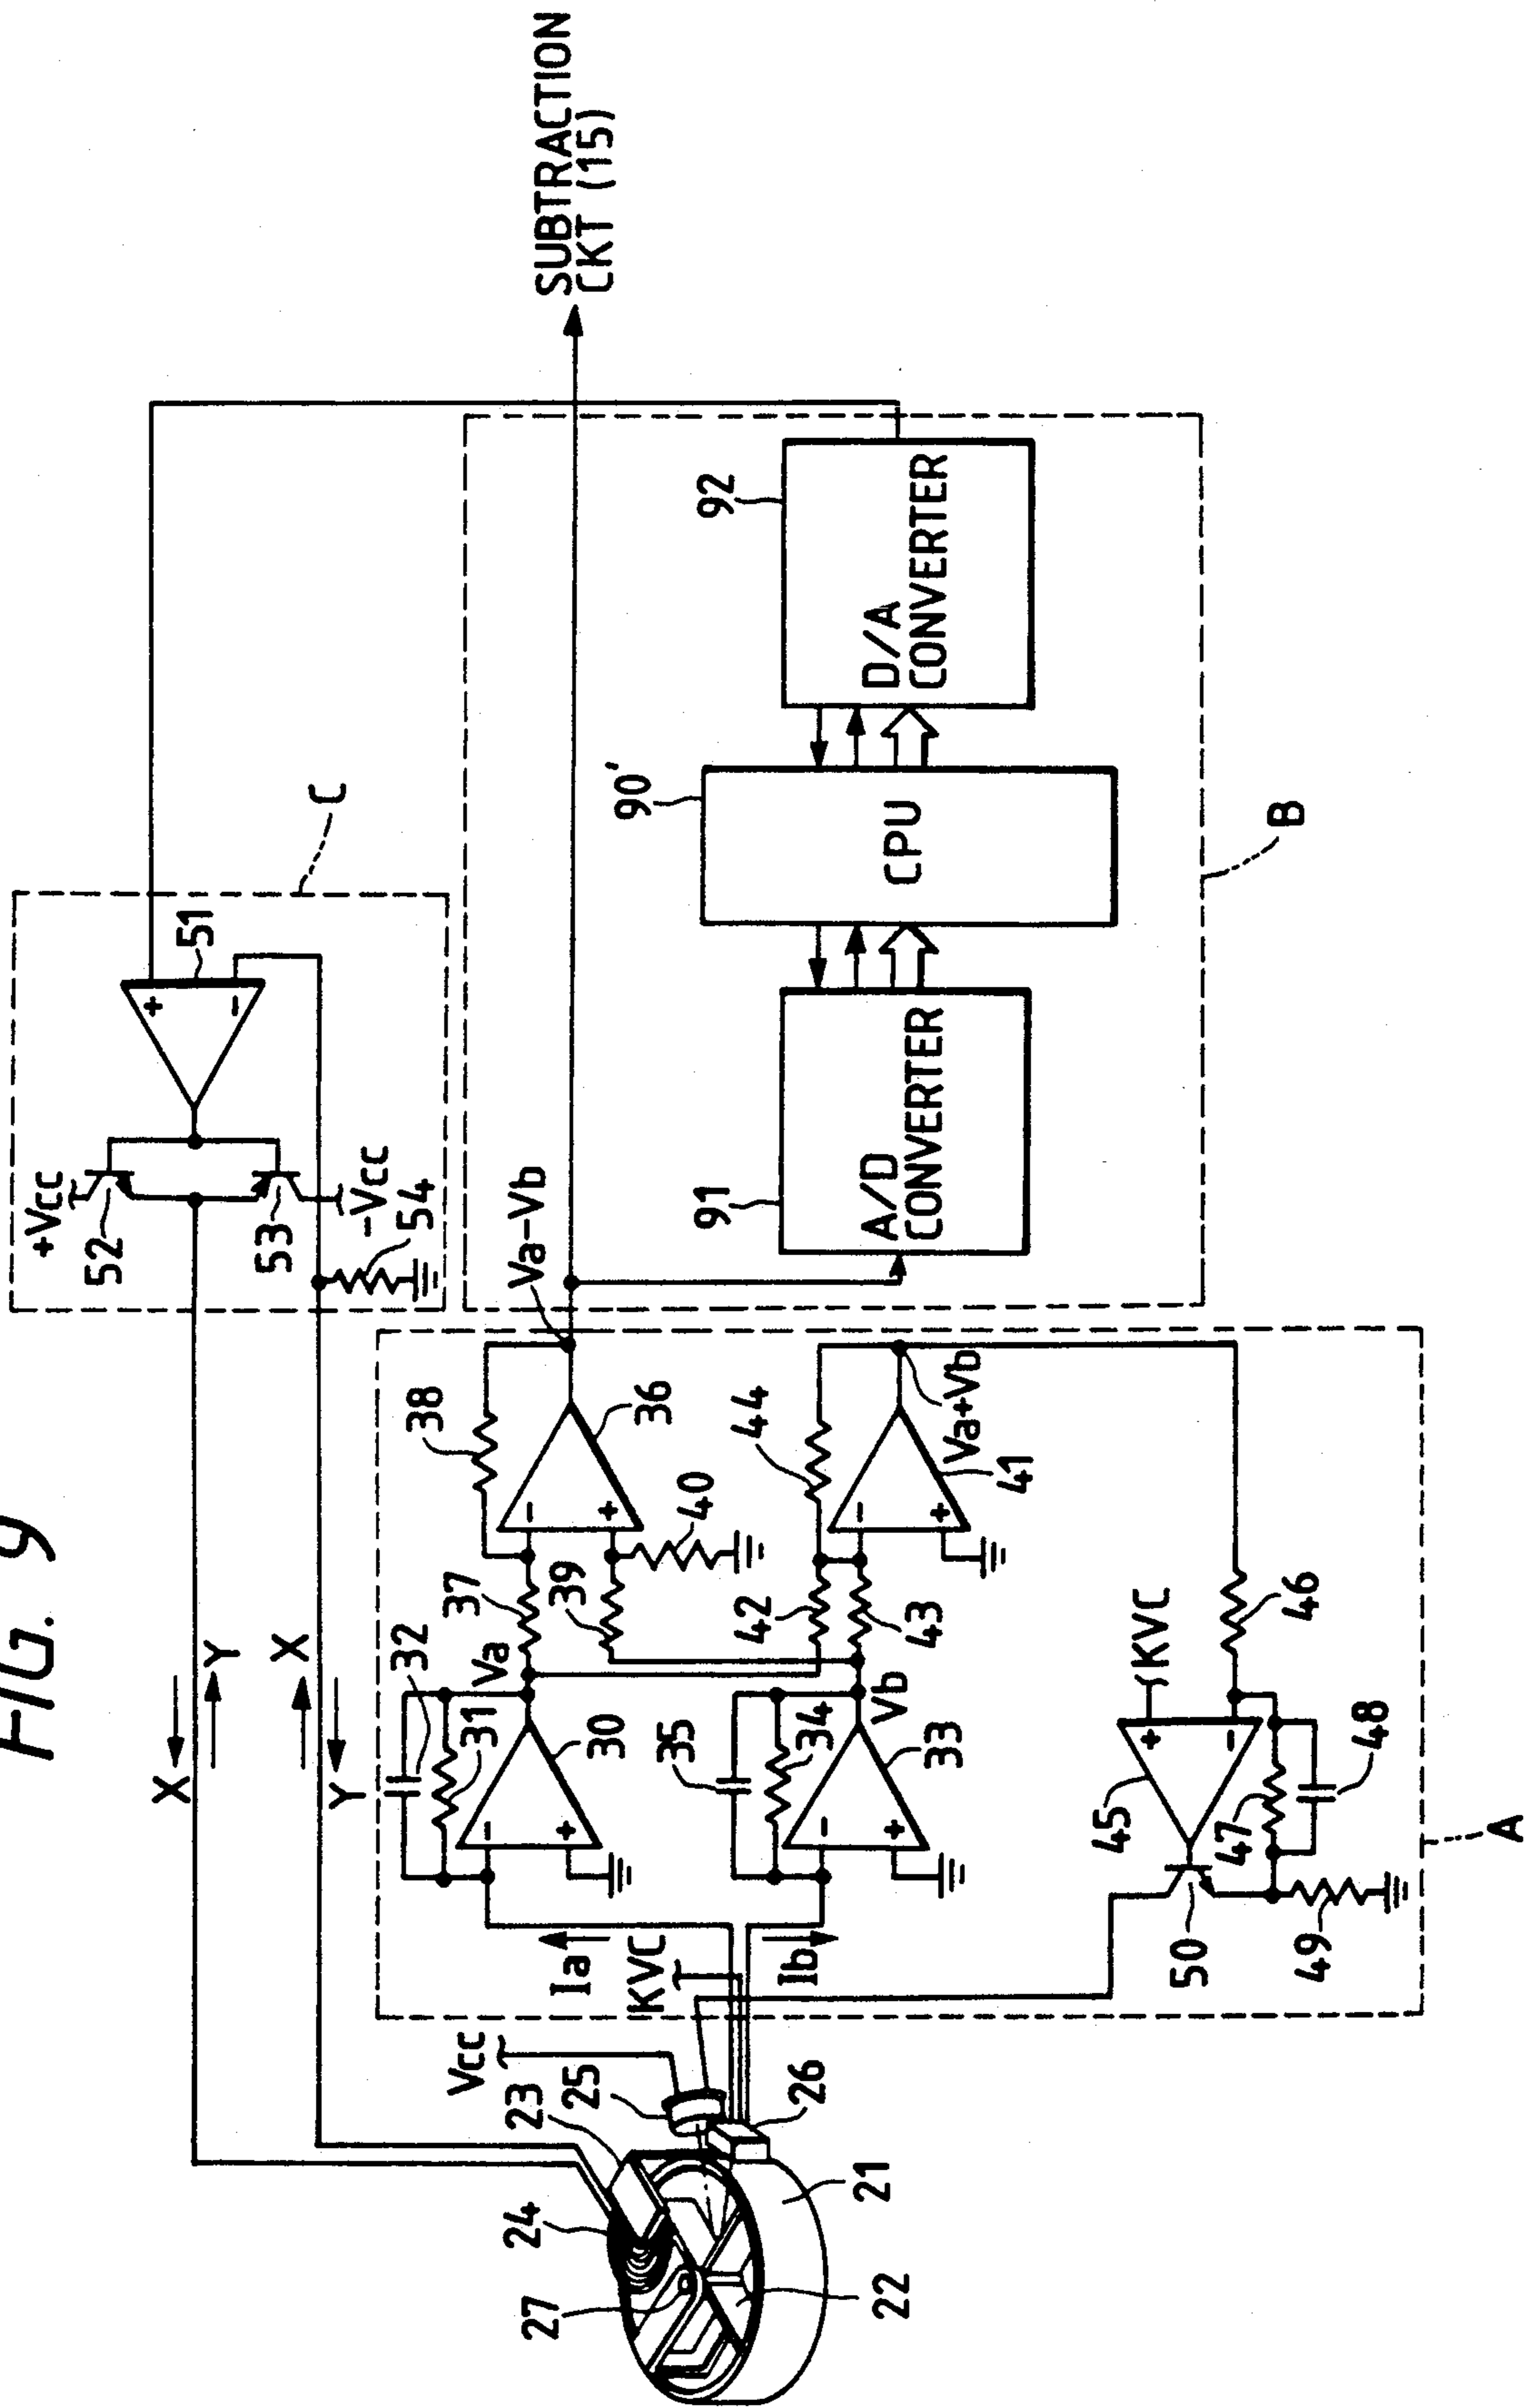 FIG. 9
X
Y
X
Y
+Vcc
52
53
-Vcc
54
51
C
SUBTRACTION
CKT (15)
Va-Vb
38
36
37
39
40
32
31
Va
30
35
34
33
Vb
42
43
44
41
Va+Vb
Ia
KVC
Ib
Vcc
23
25
24
27
26
21
22
KVC
45
46
47
48
49
50
A
91
A/D
CONVERTER
90'
CPU
92
D/A
CONVERTER
B
+
-
-
+
-
+
-
+
-
+
+
-